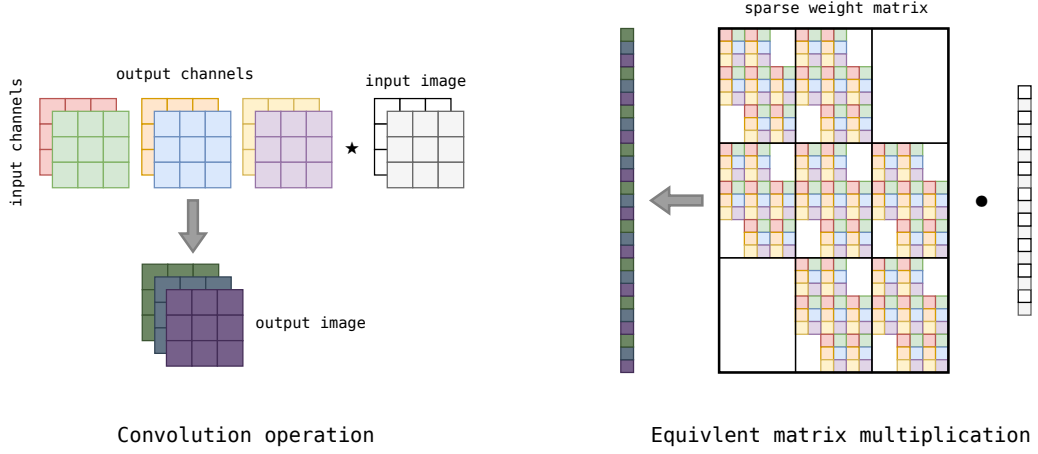 sparse weight matrix
output channels
input image
input channels
output image
Convolution operation
Equivlent matrix multiplication